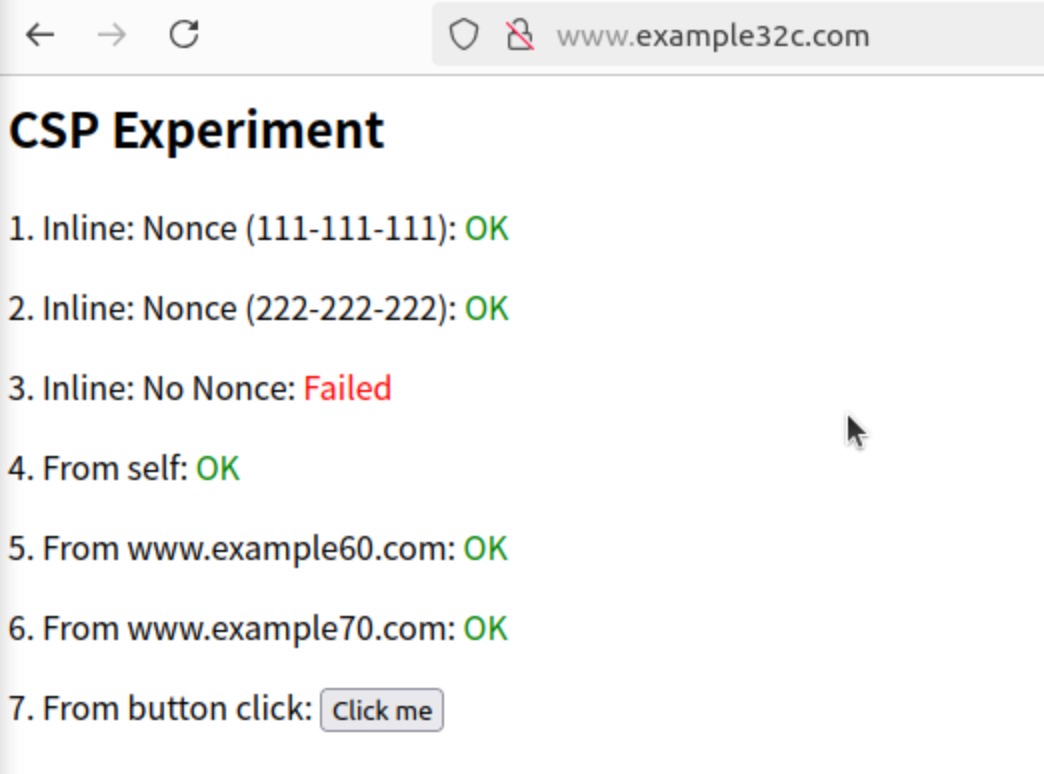 www.example32c.com
CSP Experiment
1. Inline: Nonce (111-111-111): OK
2. Inline: Nonce (222-222-222): OK
3. Inline: No Nonce: Failed
4. From self: OK
5. From www.example60.com: OK
6. From www.example70.com: OK
7. From button click: Click me